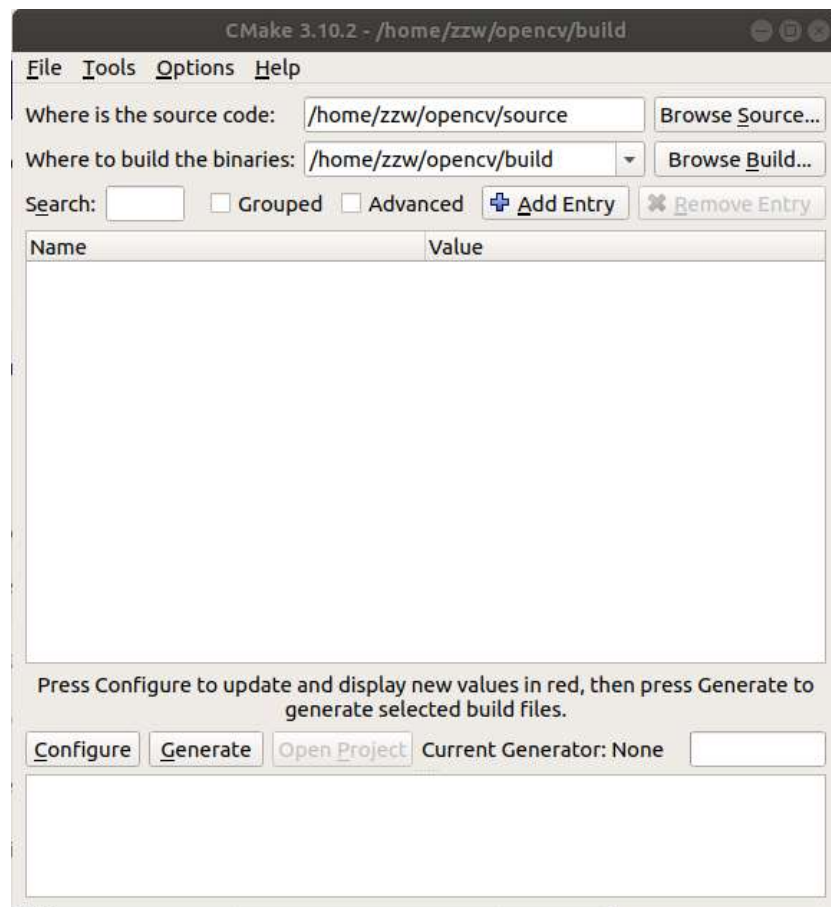 CMake 3.10.2 - /home/zzw/opencv/build
File Tools Options Help
Where is the source code: /home/zzw/opencv/source Browse Source...
Where to build the binaries: /home/zzw/opencv/build Browse Build...
Search: Grouped Advanced Add Entry Remove Entry
Name Value
Press Configure to update and display new values in red, then press Generate to
generate selected build files.
Configure Generate Open Project Current Generator: None